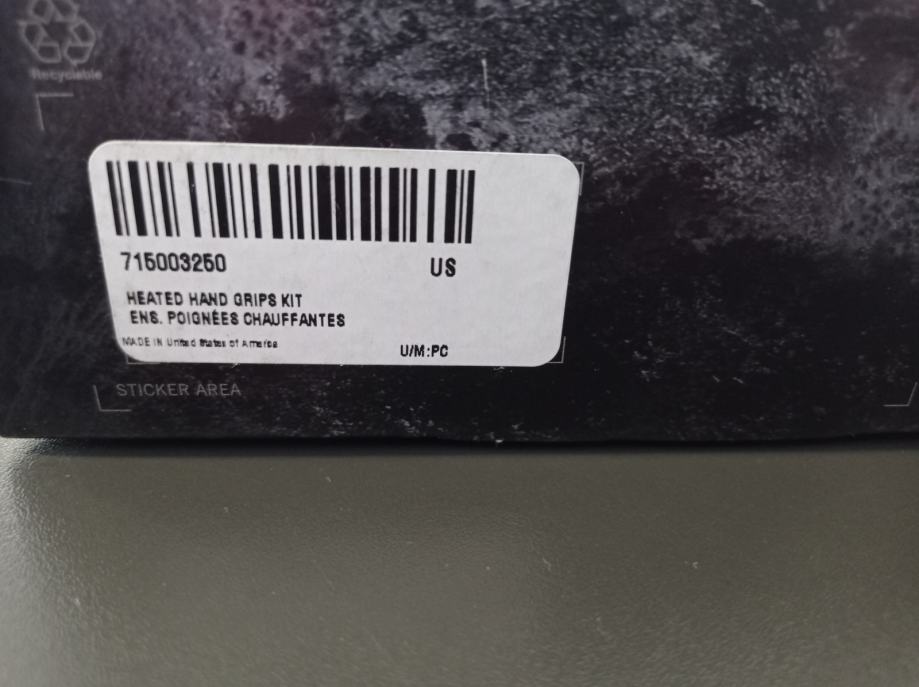 Recyclable
715003250 US
HEATED HAND GRIPS KIT
ENS. POIGNÉES CHAUFFANTES
MADE IN United States of America
U/M:PC
STICKER AREA